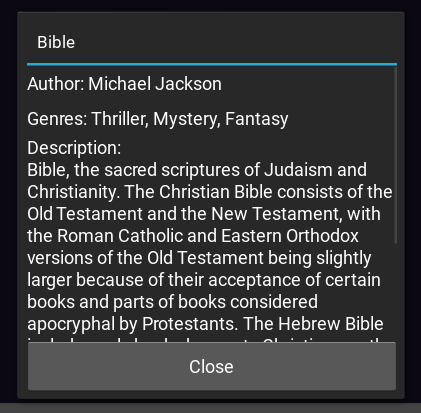 Bible
Author: Michael Jackson
Genres: Thriller, Mystery, Fantasy
Description:
Bible, the sacred scriptures of Judaism and
Christianity. The Christian Bible consists of the
Old Testament and the New Testament, with
the Roman Catholic and Eastern Orthodox
versions of the Old Testament being slightly
larger because of their acceptance of certain
books and parts of books considered
apocryphal by Protestants. The Hebrew Bible
Close